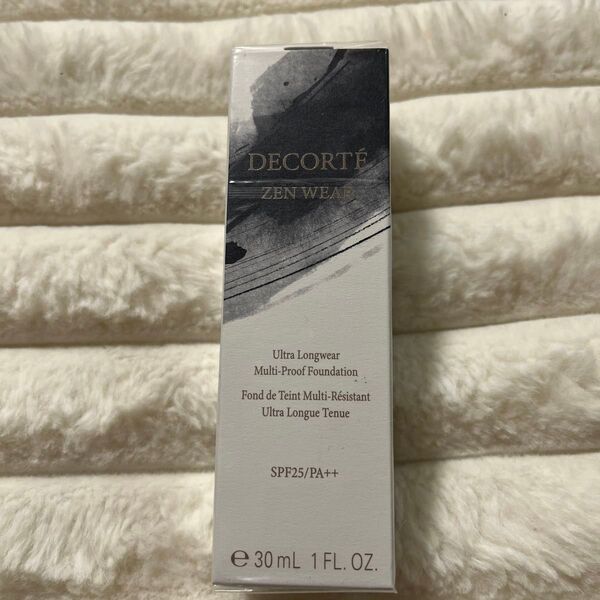 DECORTÉ
ZEN WEAR
Ultra Longwear
Multi-Proof Foundation
Fond de Teint Multi-Résistant
Ultra Longue Tenue
SPF25/PA++
℮ 30 mL 1 FL. OZ.